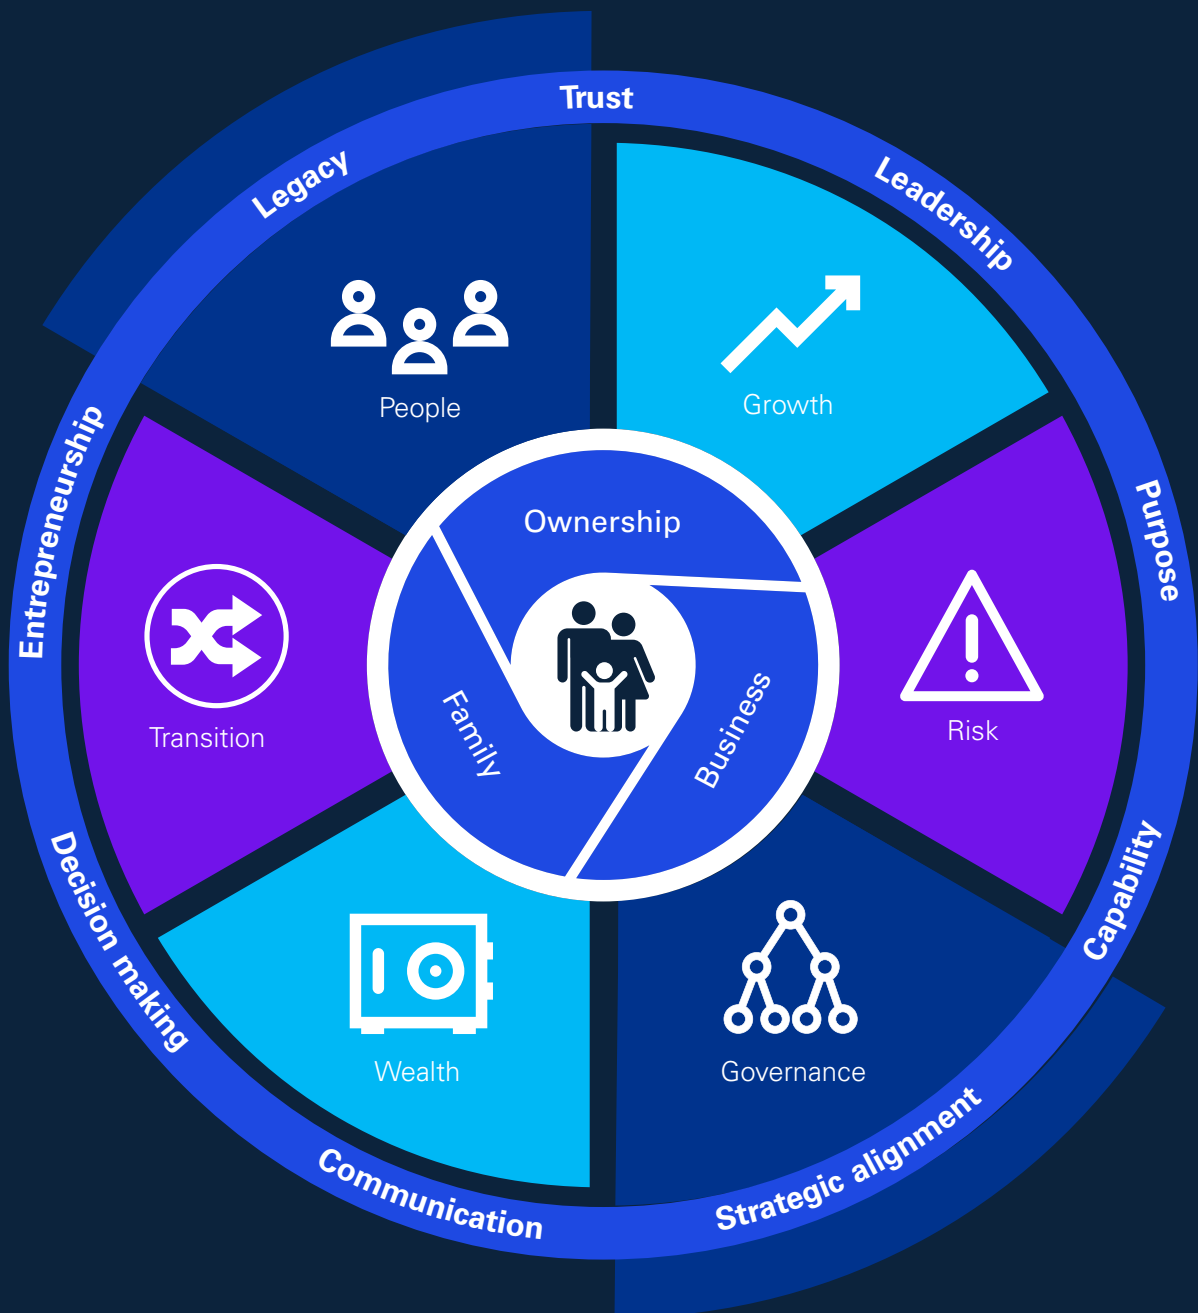 Trust
Leadership
Purpose
Capability
Strategic alignment
Communication
Decision making
Entrepreneurship
Legacy
People
Growth
Risk
Governance
Wealth
Transition
Ownership
Business
Family